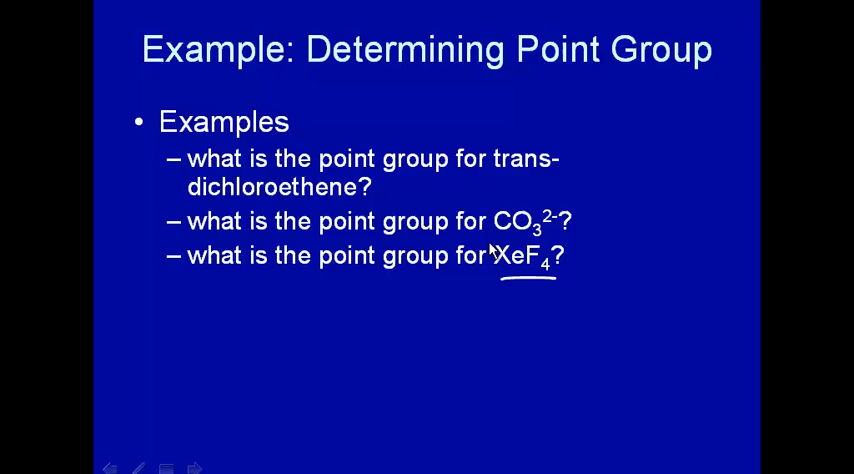 Example: Determining Point Group
• Examples
– what is the point group for trans-
dichloroethene?
– what is the point group for CO₃²⁻?
– what is the point group for XeF₄?